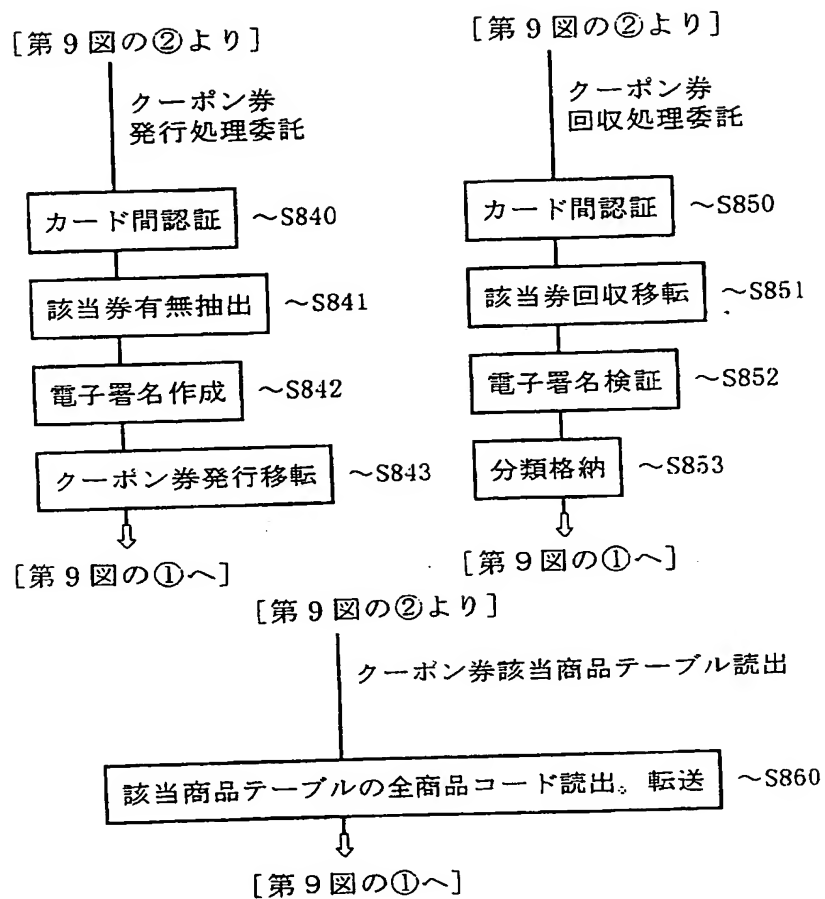 [第9図の②より]
クーポン券
発行処理委託
カード間認証 ～S840
該当券有無抽出 ～S841
電子署名作成 ～S842
クーポン券発行移転 ～S843
[第9図の①へ]
[第9図の②より]
クーポン券
回収処理委託
カード間認証 ～S850
該当券回収移転 ～S851
電子署名検証 ～S852
分類格納 ～S853
[第9図の①へ]
[第9図の②より]
クーポン券該当商品テーブル読出
該当商品テーブルの全商品コード読出。転送 ～S860
[第9図の①へ]